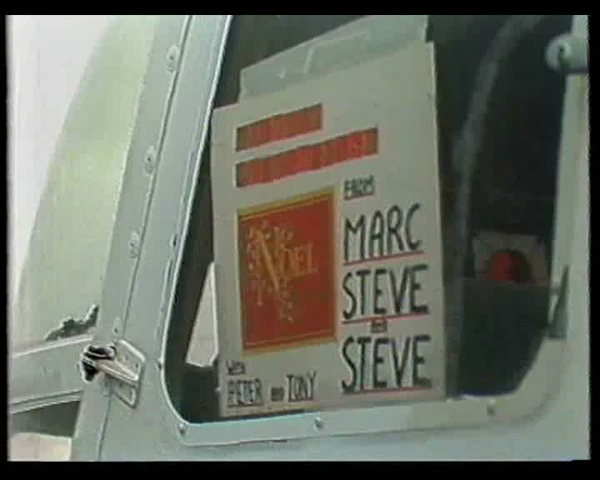 FROM
MARC
STEVE
AND
STEVE
NOEL
WITH
PETER AND TONY